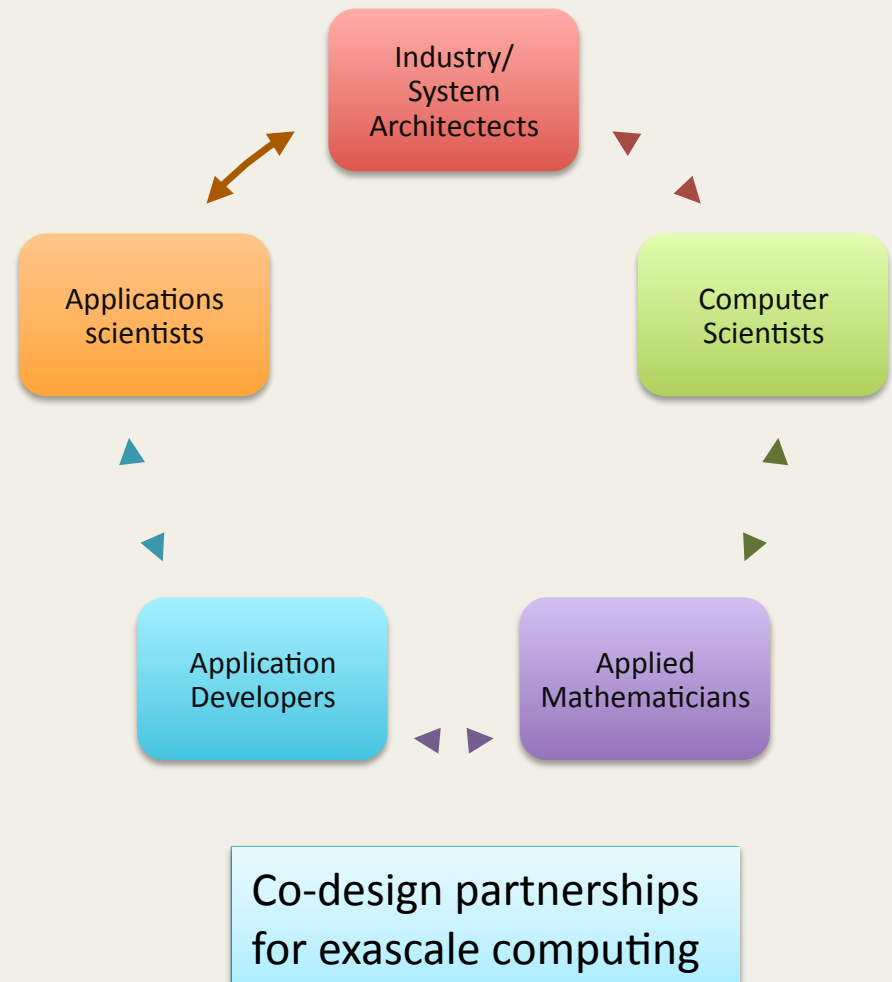 Industry/
System
Architectects
Applications
scientists
Computer
Scientists
Application
Developers
Applied
Mathematicians
Co-design partnerships
for exascale computing